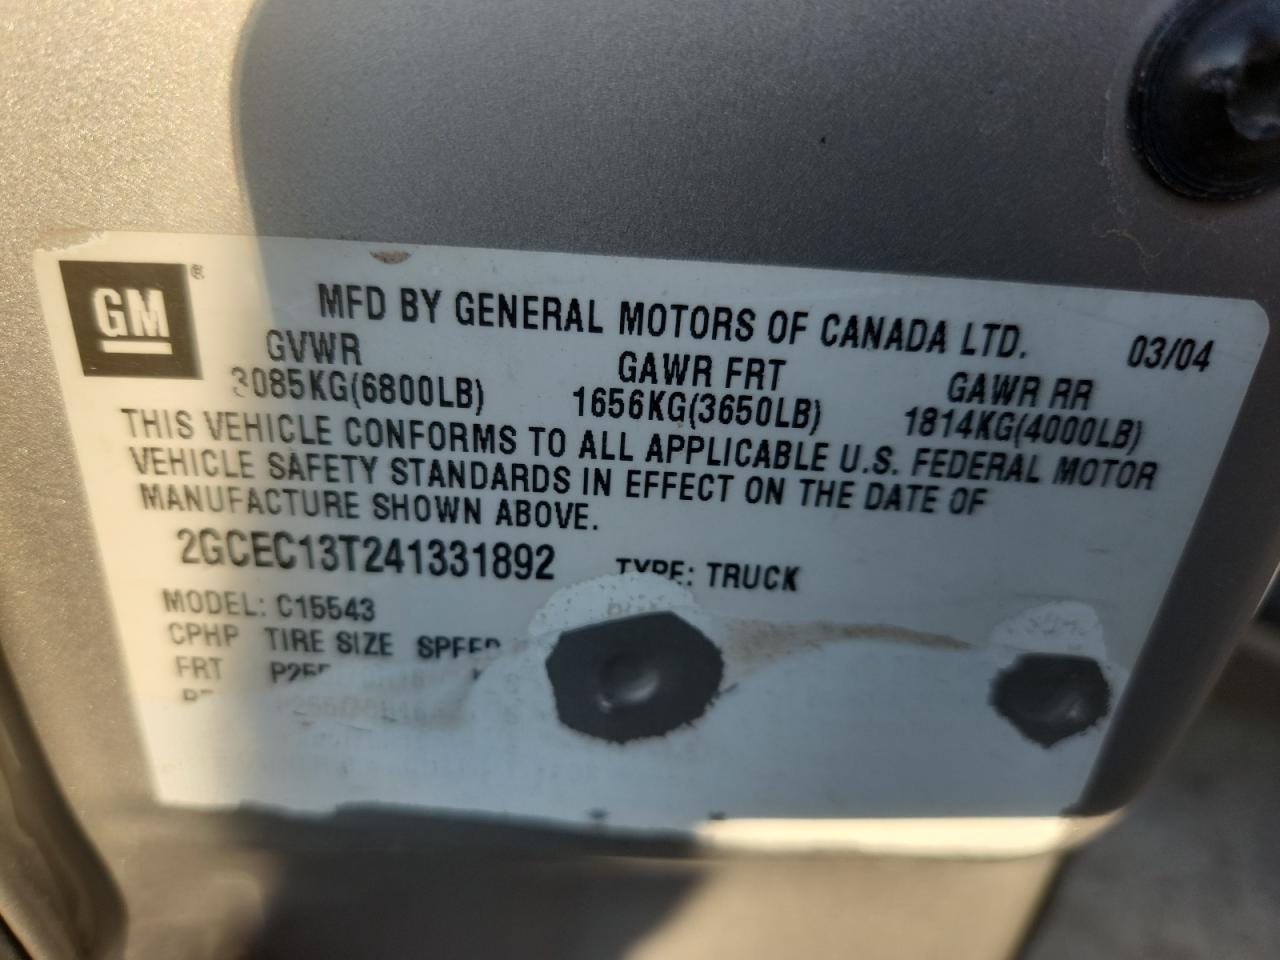 GM®
MFD BY GENERAL MOTORS OF CANADA LTD. 03/04
GVWR GAWR FRT GAWR RR
3085KG(6800LB) 1656KG(3650LB) 1814KG(4000LB)
THIS VEHICLE CONFORMS TO ALL APPLICABLE U.S. FEDERAL MOTOR
VEHICLE SAFETY STANDARDS IN EFFECT ON THE DATE OF
MANUFACTURE SHOWN ABOVE.
2GCEC13T241331892 TYPE: TRUCK
MODEL: C15543
CPHP TIRE SIZE SPEED
FRT